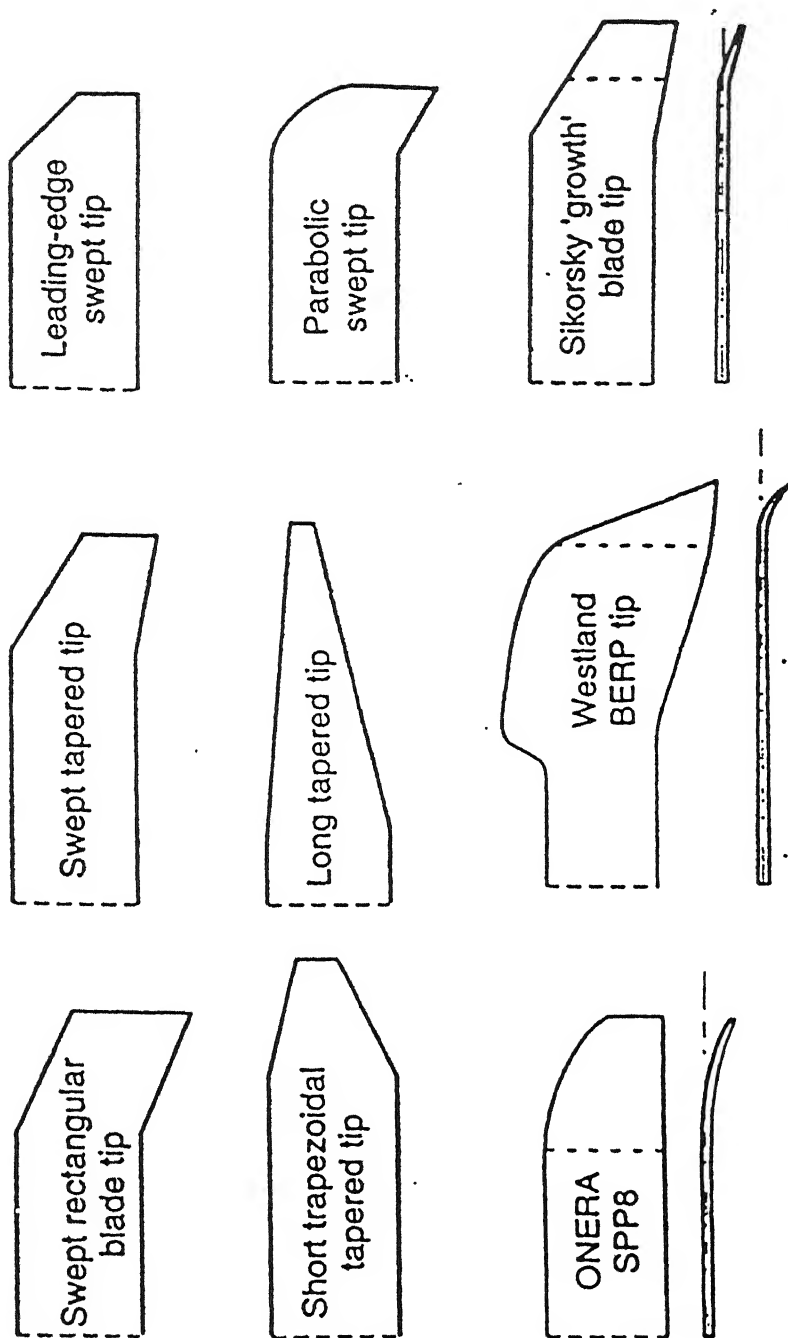 Swept rectangular
blade tip
Swept tapered tip
Leading-edge
swept tip
Short trapezoidal
tapered tip
Long tapered tip
Parabolic
swept tip
ONERA
SPP8
Westland
BERP tip
Sikorsky 'growth'
blade tip